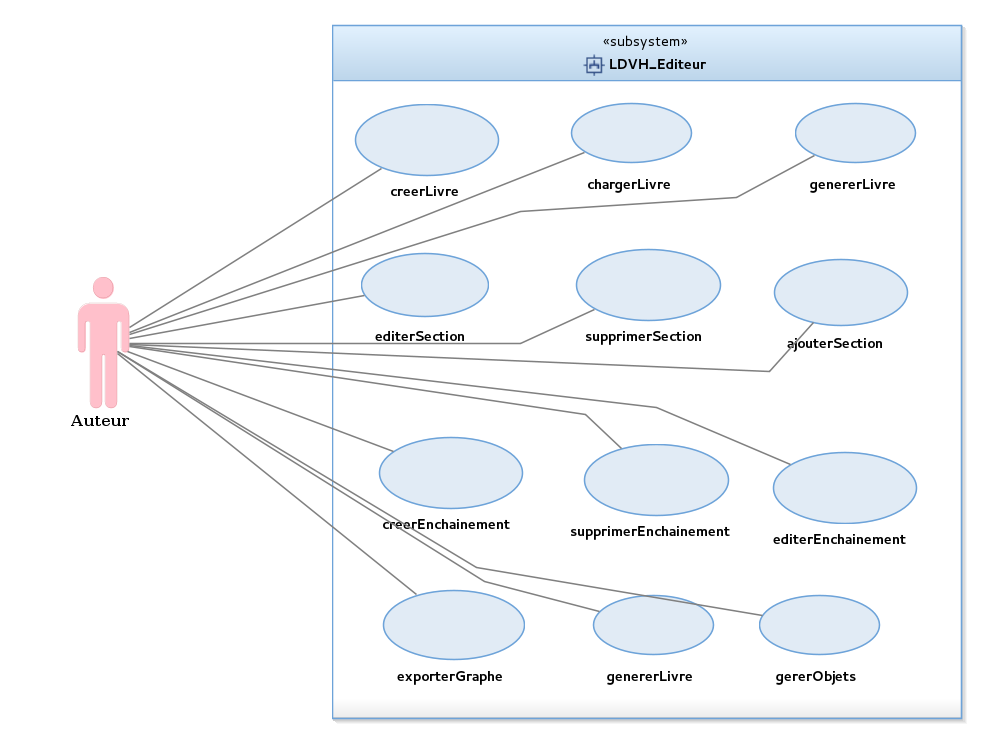 «subsystem»
LDVH_Editeur
creerLivre
chargerLivre
genererLivre
editerSection
supprimerSection
ajouterSection
Auteur
creerEnchainement
supprimerEnchainement
editerEnchainement
exporterGraphe
genererLivre
gererObjets